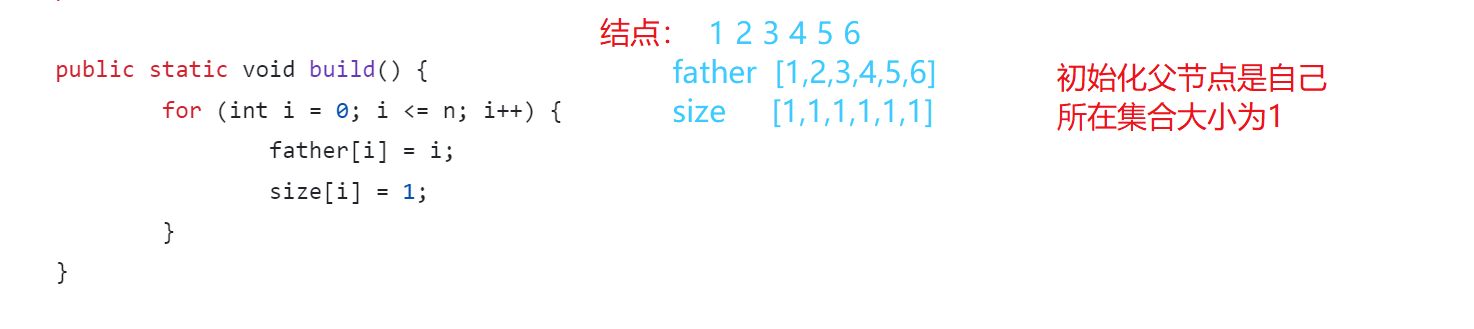 结点： 1 2 3 4 5 6
public static void build() {
father [1,2,3,4,5,6]
初始化父节点是自己
for (int i = 0; i <= n; i++) {
size [1,1,1,1,1,1]
所在集合大小为1
father[i] = i;
size[i] = 1;
}
}